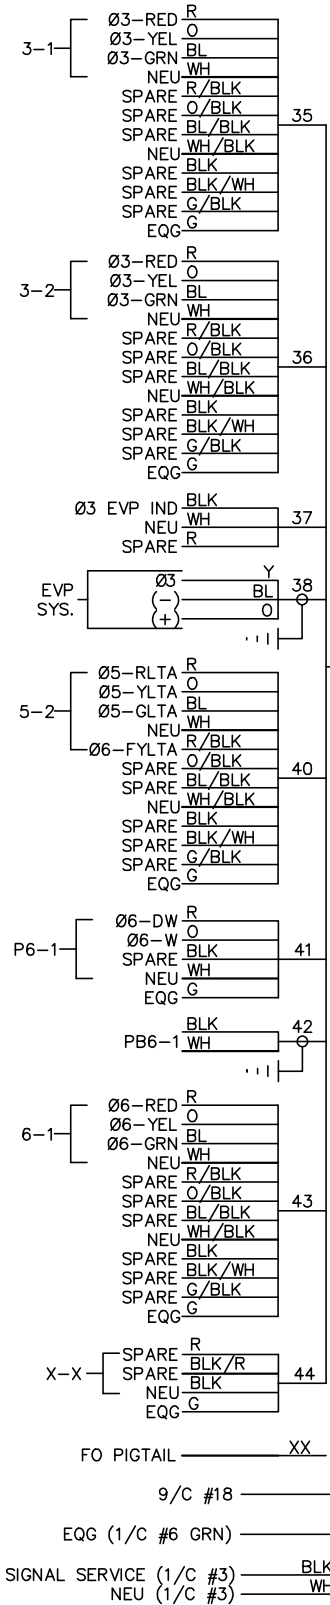 Ø3-RED R
Ø3-YEL O
3-1
Ø3-GRN BL
NEU WH
SPARE R/BLK
SPARE O/BLK 35
SPARE BL/BLK
NEU WH/BLK
SPARE BLK
SPARE BLK/WH
SPARE G/BLK
EQG G
Ø3-RED R
Ø3-YEL O
3-2
Ø3-GRN BL
NEU WH
SPARE R/BLK
SPARE O/BLK 36
SPARE BL/BLK
NEU WH/BLK
SPARE BLK
SPARE BLK/WH
SPARE G/BLK
EQG G
Ø3 EVP IND BLK
NEU WH 37
SPARE R
EVP SYS.
Ø3 Y
(-) BL 38
(+) O
Ø5-RLTA R
Ø5-YLTA O
5-2
Ø5-GLTA BL
NEU WH
Ø6-FYLTA R/BLK
SPARE O/BLK 40
SPARE BL/BLK
NEU WH/BLK
SPARE BLK
SPARE BLK/WH
SPARE G/BLK
EQG G
Ø6-DW R
Ø6-W O
P6-1 SPARE BLK 41
NEU WH
EQG G
BLK 42
PB6-1 WH
Ø6-RED R
Ø6-YEL O
6-1
Ø6-GRN BL
NEU WH
SPARE R/BLK
SPARE O/BLK 43
SPARE BL/BLK
NEU WH/BLK
SPARE BLK
SPARE BLK/WH
SPARE G/BLK
EQG G
SPARE R
X-X SPARE BLK/R 44
NEU BLK
EQG G
FO PIGTAIL XX
9/C #18
EQG (1/C #6 GRN)
SIGNAL SERVICE (1/C #3) BLK
NEU (1/C #3) WH